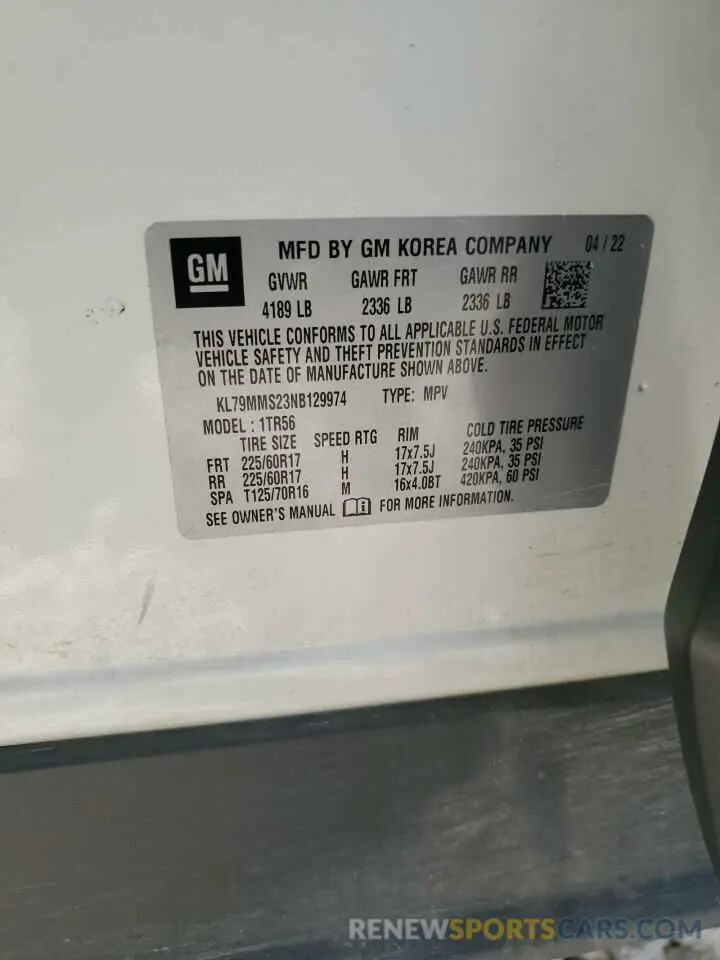 GM
MFD BY GM KOREA COMPANY 04 / 22
GVWR GAWR FRT GAWR RR
4189 LB 2336 LB 2336 LB
THIS VEHICLE CONFORMS TO ALL APPLICABLE U.S. FEDERAL MOTOR
VEHICLE SAFETY AND THEFT PREVENTION STANDARDS IN EFFECT
ON THE DATE OF MANUFACTURE SHOWN ABOVE.
KL79MMS23NB129974 TYPE: MPV
MODEL : 1TR56
TIRE SIZE SPEED RTG RIM COLD TIRE PRESSURE
FRT 225/60R17 H 17x7.5J 240KPA, 35 PSI
RR 225/60R17 H 17x7.5J 240KPA, 35 PSI
SPA T125/70R16 M 16x4.0BT 420KPA, 60 PSI
SEE OWNER'S MANUAL i FOR MORE INFORMATION.
RENEWSPORTSCARS.COM